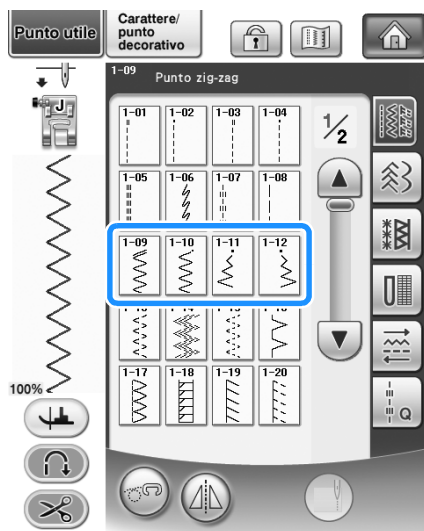 Punto utile
Carattere/
punto
decorativo
1-09
Punto zig-zag
J
1-01 1-02 1-03 1-04
1/2
1-05 1-06 1-07 1-08
1-09 1-10 1-11 1-12
1-17 1-18 1-19 1-20
100%
Q